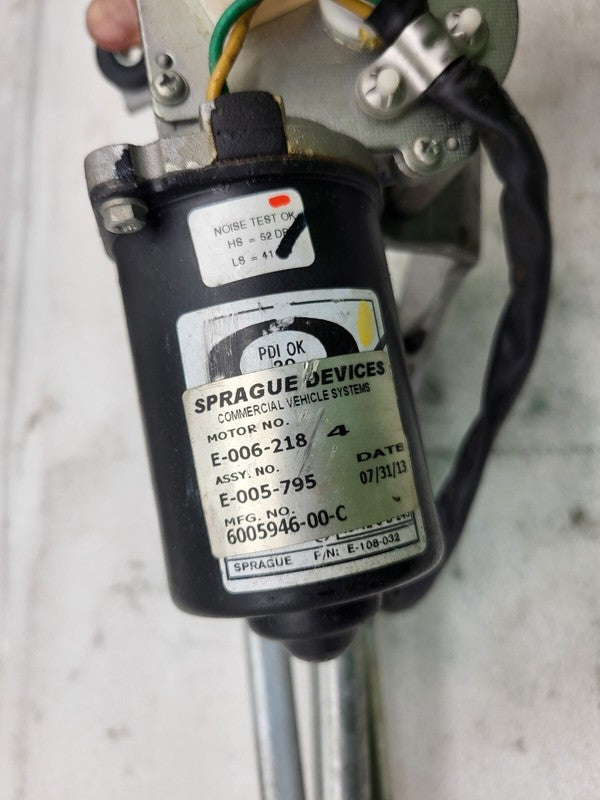 NOISE TEST OK
HS = 52 DB
LS = 41
PDI OK
SPRAGUE DEVICES
COMMERCIAL VEHICLE SYSTEMS
MOTOR NO.
E-006-218 4
ASSY. NO.
DATE
E-005-795
07/31/13
MFG. NO.
6005946-00-C
SPRAGUE P/N: E-108-032